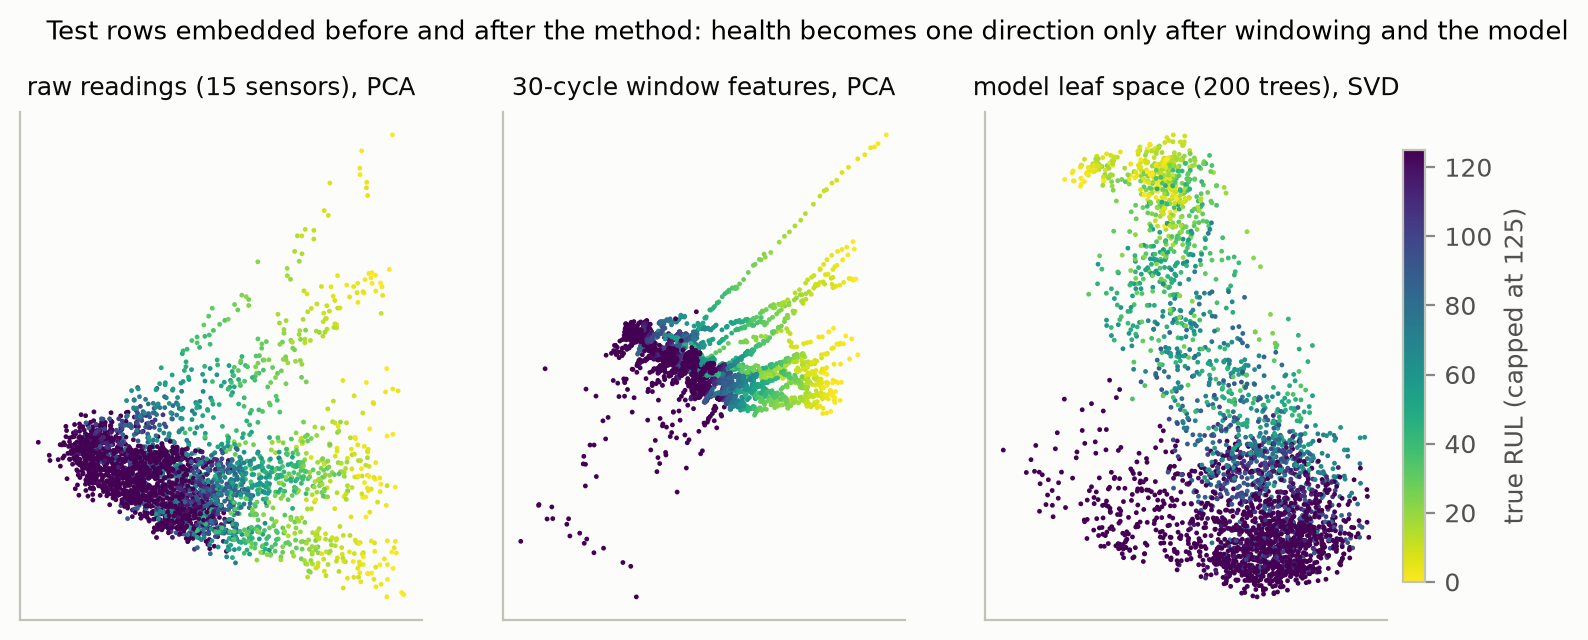 Test rows embedded before and after the method: health becomes one direction only after windowing and the model
raw readings (15 sensors), PCA
30-cycle window features, PCA
model leaf space (200 trees), SVD
120
100
80
60
40
20
0
true RUL (capped at 125)